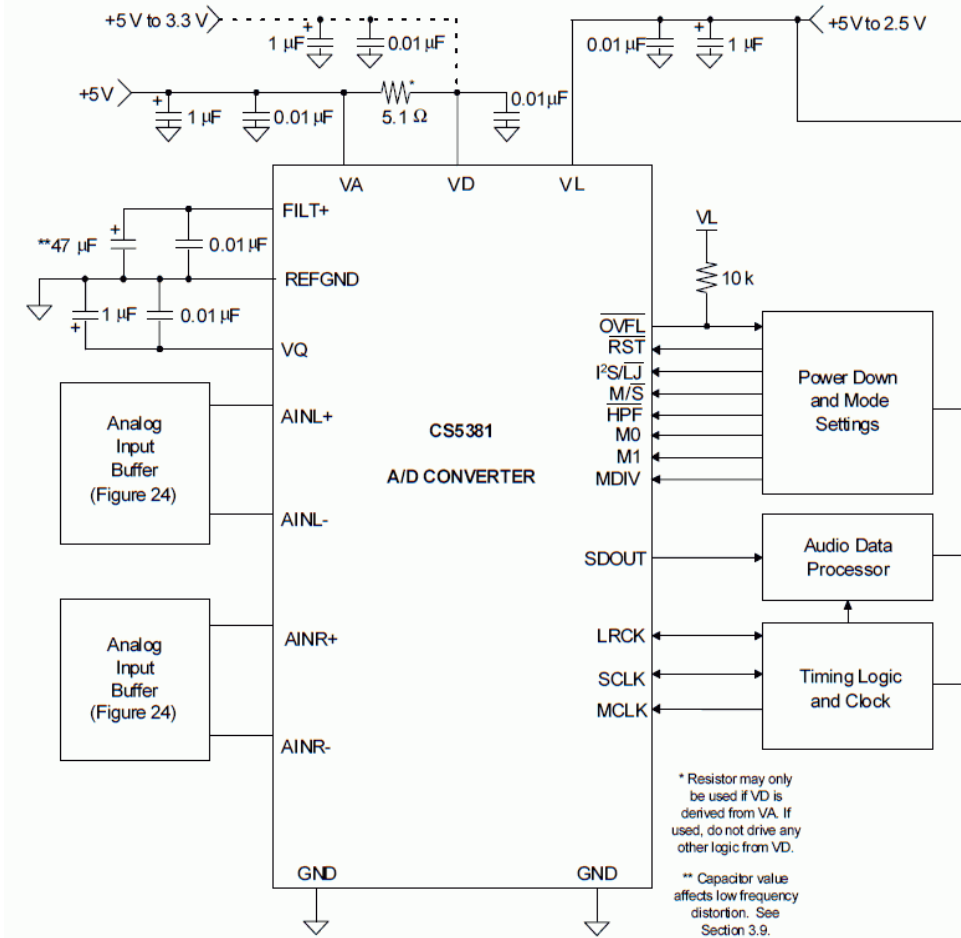 +5V to 3.3 V
1 µF
0.01 µF
0.01 µF
1 µF
+5V to 2.5 V
+5V
1 µF
0.01 µF
*
5.1 Ω
0.01 µF
VA
VD
VL
FILT+
+
**47 µF
0.01 µF
REFGND
1 µF
0.01 µF
+
VQ
VL
10 k
OVFL
RST
I²S/LJ
M/S
HPF
M0
M1
MDIV
Power Down
and Mode
Settings
Analog
Input
Buffer
(Figure 24)
AINL+
AINL-
CS5381
A/D CONVERTER
SDOUT
Audio Data
Processor
Analog
Input
Buffer
(Figure 24)
AINR+
AINR-
LRCK
SCLK
MCLK
Timing Logic
and Clock
* Resistor may only
be used if VD is
derived from VA. If
used, do not drive any
other logic from VD.
** Capacitor value
affects low frequency
distortion. See
Section 3.9.
GND
GND